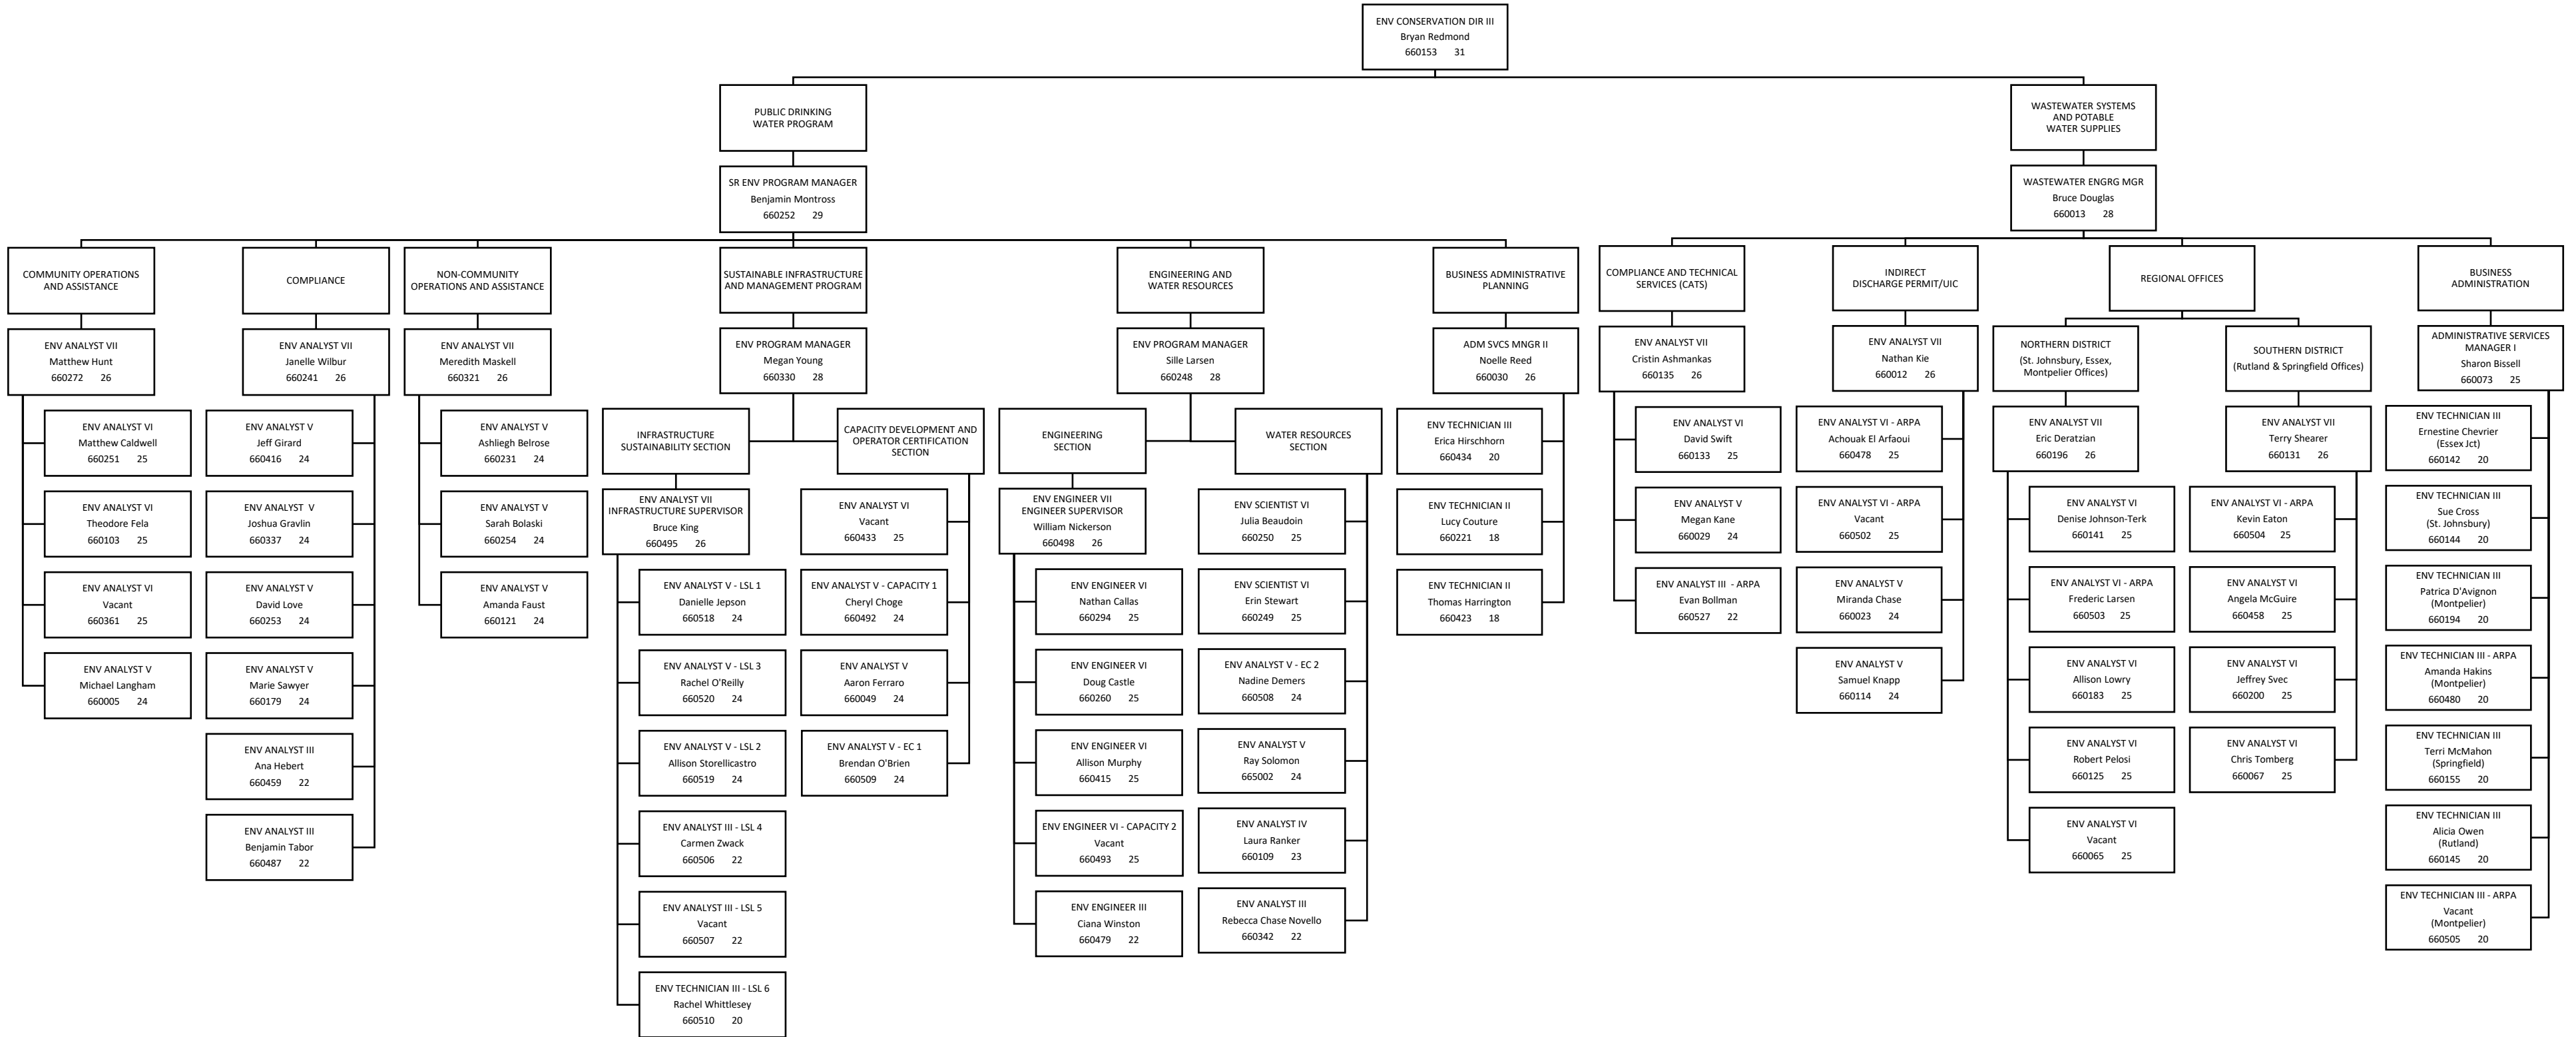 ENV CONSERVATION DIR III
Bryan Redmond
660153 31
PUBLIC DRINKING
WATER PROGRAM
WASTEWATER SYSTEMS
AND POTABLE
WATER SUPPLIES
SR ENV PROGRAM MANAGER
Benjamin Montross
660252 29
WASTEWATER ENGRG MGR
Bruce Douglas
660013 28
COMMUNITY OPERATIONS
AND ASSISTANCE
ENV ANALYST VII
Matthew Hunt
660272 26
ENV ANALYST VI
Matthew Caldwell
660251 25
ENV ANALYST VI
Theodore Fela
660103 25
ENV ANALYST VI
Vacant
660361 25
ENV ANALYST V
Michael Langham
660005 24
COMPLIANCE
ENV ANALYST VII
Janelle Wilbur
660241 26
ENV ANALYST V
Jeff Girard
660416 24
ENV ANALYST V
Joshua Gravlin
660337 24
ENV ANALYST V
David Love
660253 24
ENV ANALYST V
Marie Sawyer
660179 24
ENV ANALYST III
Ana Hebert
660459 22
ENV ANALYST III
Benjamin Tabor
660487 22
NON-COMMUNITY
OPERATIONS AND ASSISTANCE
ENV ANALYST VII
Meredith Maskell
660321 26
ENV ANALYST V
Ashliegh Belrose
660231 24
ENV ANALYST V
Sarah Bolaski
660254 24
ENV ANALYST V
Amanda Faust
660121 24
SUSTAINABLE INFRASTRUCTURE
AND MANAGEMENT PROGRAM
ENV PROGRAM MANAGER
Megan Young
660330 28
INFRASTRUCTURE
SUSTAINABILITY SECTION
ENV ANALYST VII
INFRASTRUCTURE SUPERVISOR
Bruce King
660495 26
ENV ANALYST V - LSL 1
Danielle Jepson
660518 24
ENV ANALYST V - LSL 3
Rachel O'Reilly
660520 24
ENV ANALYST V - LSL 2
Allison Storellicastro
660519 24
ENV ANALYST III - LSL 4
Carmen Zwack
660506 22
ENV ANALYST III - LSL 5
Vacant
660507 22
ENV TECHNICIAN III - LSL 6
Rachel Whittlesey
660510 20
CAPACITY DEVELOPMENT AND
OPERATOR CERTIFICATION
SECTION
ENV ANALYST VI
Vacant
660433 25
ENV ANALYST V - CAPACITY 1
Cheryl Choge
660492 24
ENV ANALYST V
Aaron Ferraro
660049 24
ENV ANALYST V - EC 1
Brendan O'Brien
660509 24
ENGINEERING AND
WATER RESOURCES
ENV PROGRAM MANAGER
Sille Larsen
660248 28
ENGINEERING
SECTION
ENV ENGINEER VII
ENGINEER SUPERVISOR
William Nickerson
660498 26
ENV ENGINEER VI
Nathan Callas
660294 25
ENV ENGINEER VI
Doug Castle
660260 25
ENV ENGINEER VI
Allison Murphy
660415 25
ENV ENGINEER VI - CAPACITY 2
Vacant
660493 25
ENV ENGINEER III
Ciana Winston
660479 22
WATER RESOURCES
SECTION
ENV SCIENTIST VI
Julia Beaudoin
660250 25
ENV SCIENTIST VI
Erin Stewart
660249 25
ENV ANALYST V - EC 2
Nadine Demers
660508 24
ENV ANALYST V
Ray Solomon
665002 24
ENV ANALYST IV
Laura Ranker
660109 23
ENV ANALYST III
Rebecca Chase Novello
660342 22
BUSINESS ADMINISTRATIVE
PLANNING
ADM SVCS MNGR II
Noelle Reed
660030 26
ENV TECHNICIAN III
Erica Hirschhorn
660434 20
ENV TECHNICIAN II
Lucy Couture
660221 18
ENV TECHNICIAN II
Thomas Harrington
660423 18
COMPLIANCE AND TECHNICAL
SERVICES (CATS)
ENV ANALYST VII
Cristin Ashmankas
660135 26
ENV ANALYST VI
David Swift
660133 25
ENV ANALYST V
Megan Kane
660029 24
ENV ANALYST III - ARPA
Evan Bollman
660527 22
INDIRECT
DISCHARGE PERMIT/UIC
ENV ANALYST VII
Nathan Kie
660012 26
ENV ANALYST VI - ARPA
Achouak El Arfaoui
660478 25
ENV ANALYST VI - ARPA
Vacant
660502 25
ENV ANALYST V
Miranda Chase
660023 24
ENV ANALYST V
Samuel Knapp
660114 24
REGIONAL OFFICES
NORTHERN DISTRICT
(St. Johnsbury, Essex,
Montpelier Offices)
ENV ANALYST VII
Eric Deratzian
660196 26
ENV ANALYST VI
Denise Johnson-Terk
660141 25
ENV ANALYST VI - ARPA
Frederic Larsen
660503 25
ENV ANALYST VI
Allison Lowry
660183 25
ENV ANALYST VI
Robert Pelosi
660125 25
ENV ANALYST VI
Vacant
660065 25
SOUTHERN DISTRICT
(Rutland & Springfield Offices)
ENV ANALYST VII
Terry Shearer
660131 26
ENV ANALYST VI - ARPA
Kevin Eaton
660504 25
ENV ANALYST VI
Angela McGuire
660458 25
ENV ANALYST VI
Jeffrey Svec
660200 25
ENV ANALYST VI
Chris Tomberg
660067 25
BUSINESS
ADMINISTRATION
ADMINISTRATIVE SERVICES
MANAGER I
Sharon Bissell
660073 25
ENV TECHNICIAN III
Ernestine Chevrier
(Essex Jct)
660142 20
ENV TECHNICIAN III
Sue Cross
(St. Johnsbury)
660144 20
ENV TECHNICIAN III
Patrica D'Avignon
(Montpelier)
660194 20
ENV TECHNICIAN III - ARPA
Amanda Hakins
(Montpelier)
660480 20
ENV TECHNICIAN III
Terri McMahon
(Springfield)
660155 20
ENV TECHNICIAN III
Alicia Owen
(Rutland)
660145 20
ENV TECHNICIAN III - ARPA
Vacant
(Montpelier)
660505 20